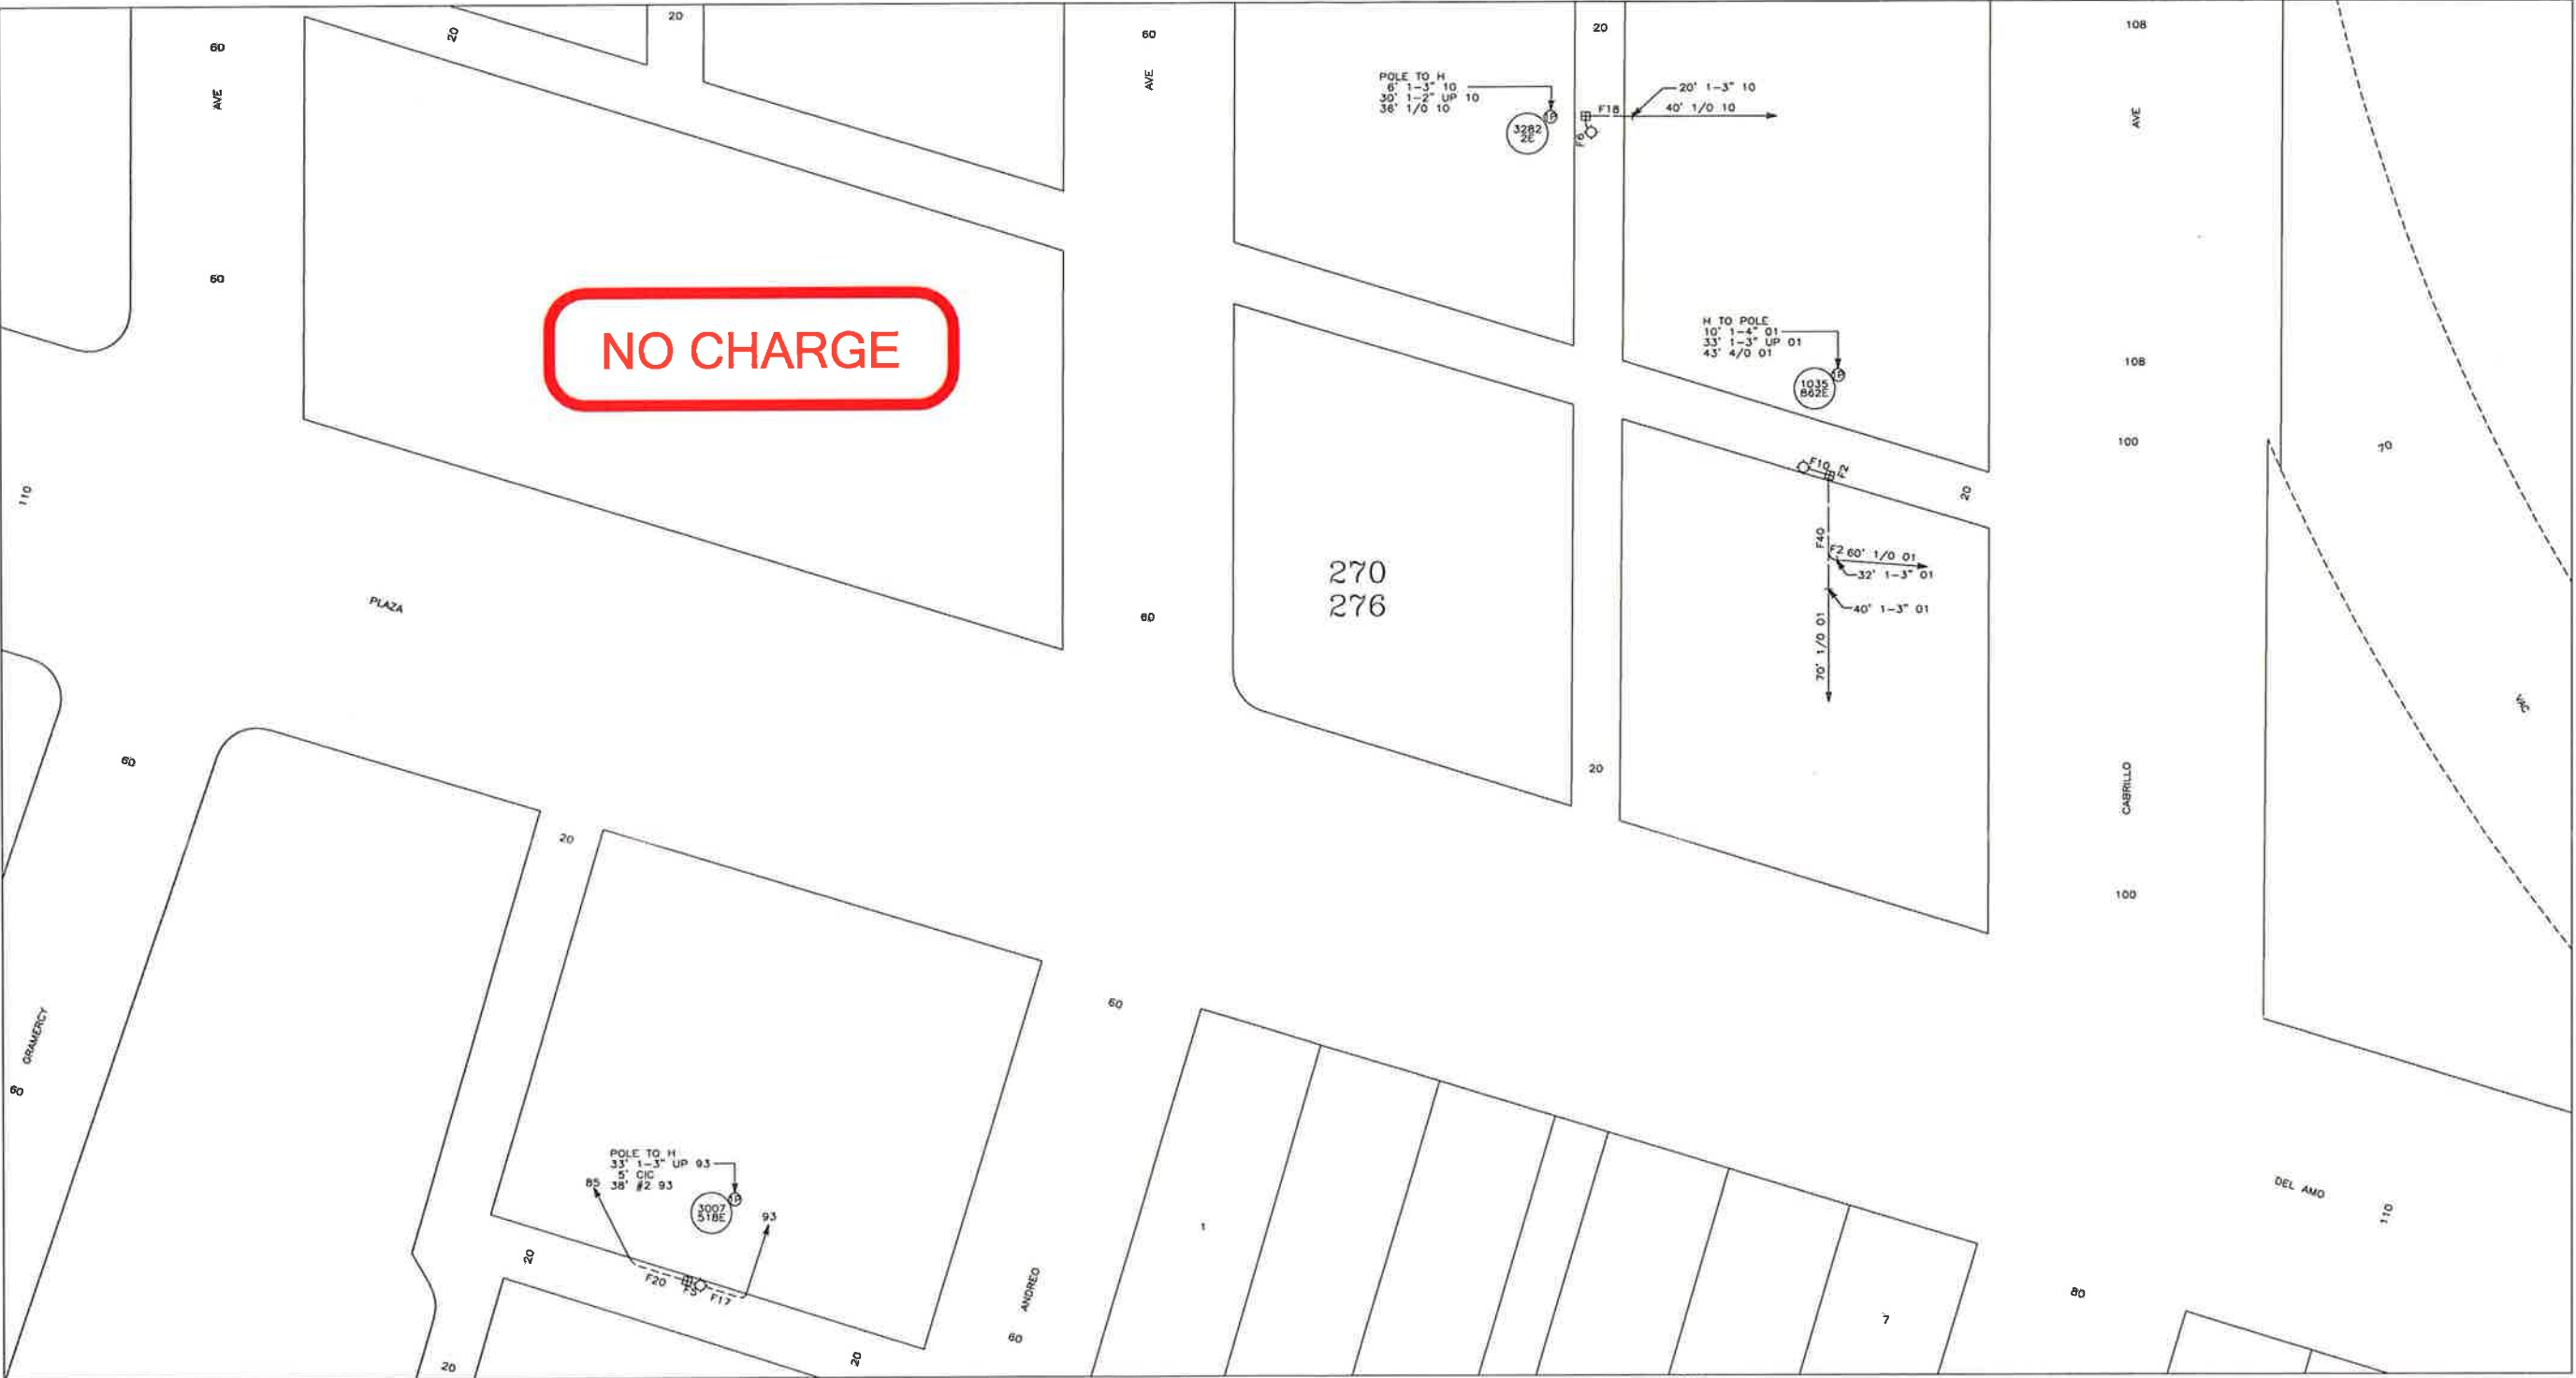 20
20
60
AVE
60
AVE
20
108
AVE
POLE TO H
6' 1-3" 10
30' 1-2" UP 10
36' 1/0 10
1P
3282
2E
F18
F6
20' 1-3" 10
40' 1/0 10
60
NO CHARGE
H TO POLE
10' 1-4" 01
33' 1-3" UP 01
43' 4/0 01
1P
1035
862E
108
100
70
110
F10
F2
20
F40
F2 60' 1/0 01
32' 1-3" 01
40' 1-3" 01
70' 1/0 01
270
276
PLAZA
60
VAC
60
20
20
CABRILLO
100
60
GRAMERCY
60
POLE TO H
33' 1-3" UP 93
5' CIC
38' #2 93
85
1P
3007
518E
93
1
DEL AMO
110
20
F20
F5
F17
ANDREO
60
80
7
20
20